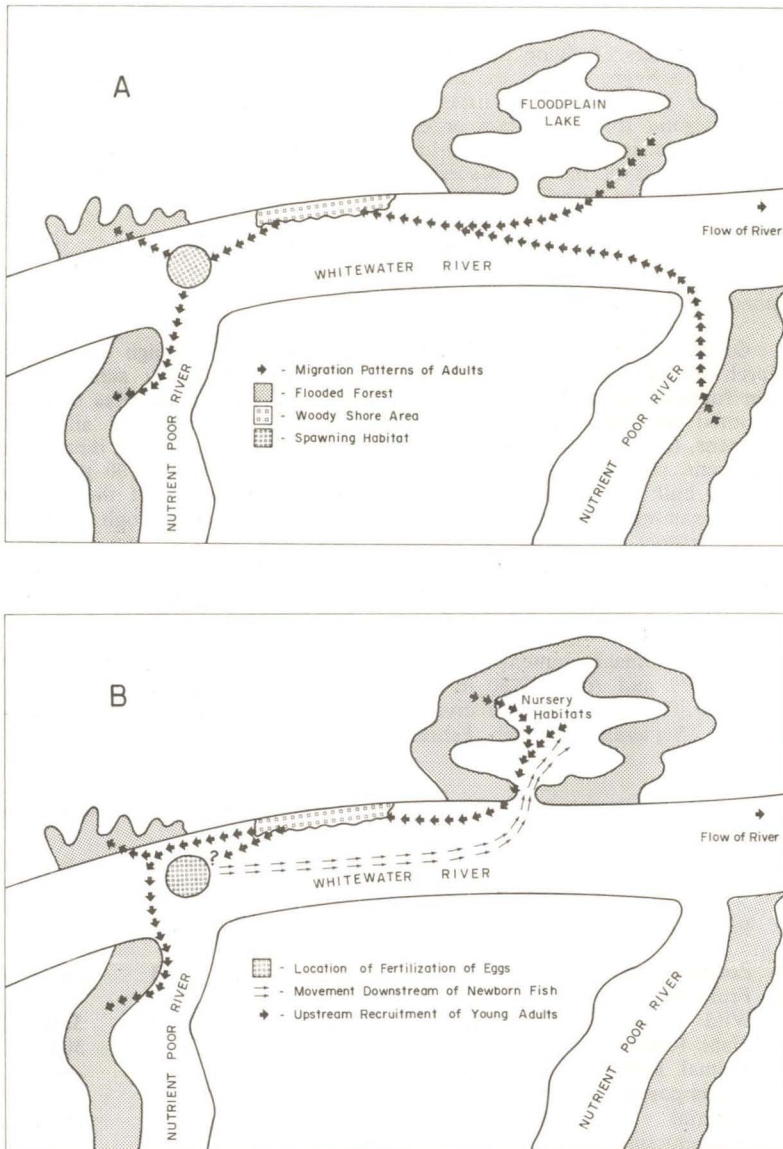 A
FLOODPLAIN
LAKE
Flow of River
WHITEWATER RIVER
- Migration Patterns of Adults
- Flooded Forest
- Woody Shore Area
- Spawning Habitat
NUTRIENT POOR RIVER
NUTRIENT POOR RIVER
B
Nursery
Habitats
Flow of River
?
WHITEWATER RIVER
- Location of Fertilization of Eggs
- Movement Downstream of Newborn Fish
- Upstream Recruitment of Young Adults
NUTRIENT POOR RIVER
NUTRIENT POOR RIVER